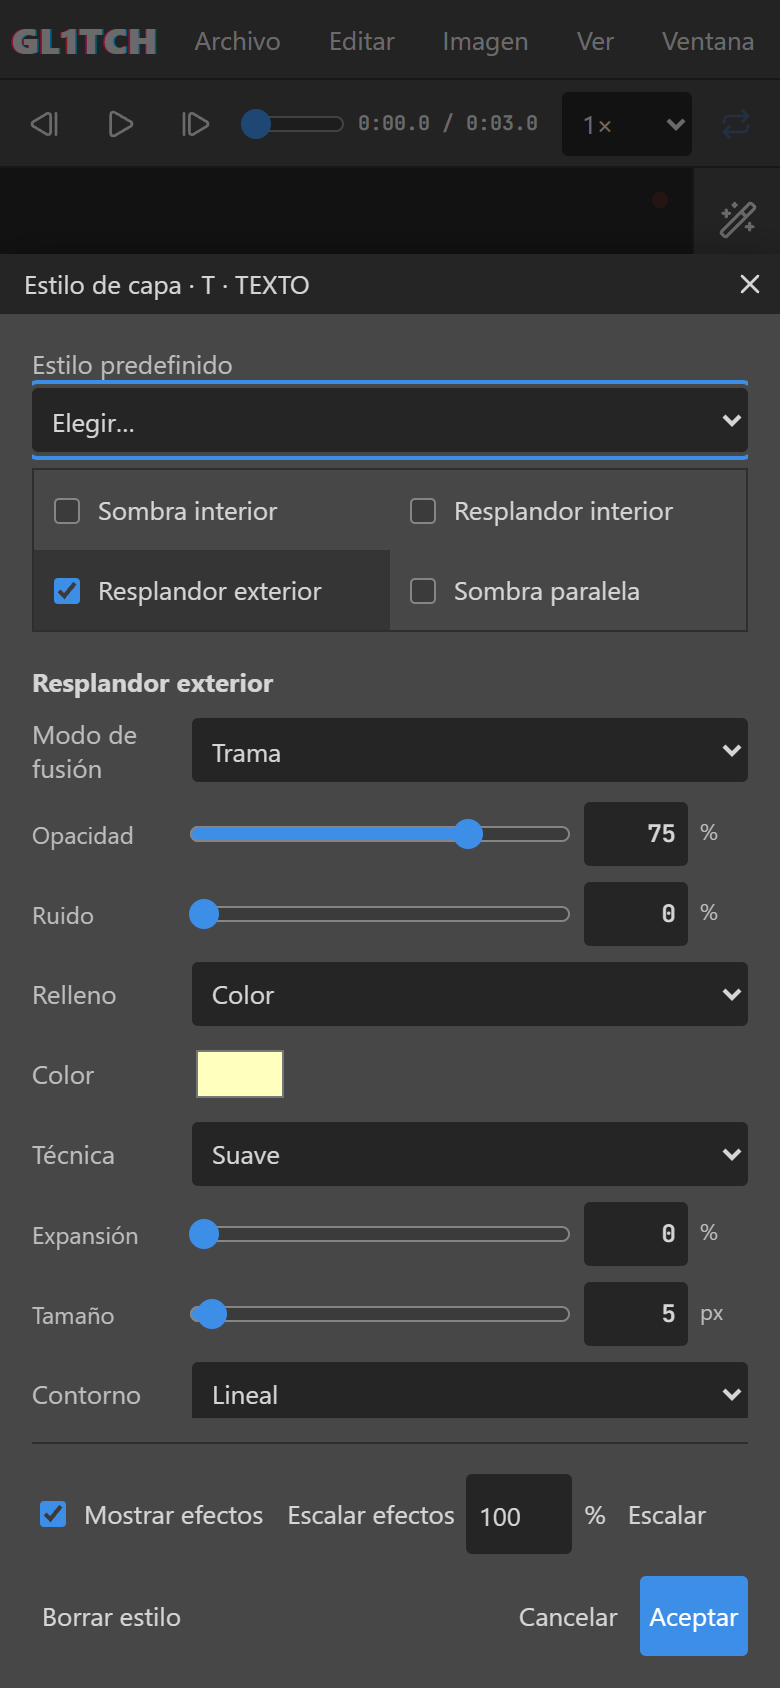 GL1TCH Archivo Editar Imagen Ver Ventana
0:00.0 / 0:03.0 1×
Estilo de capa · T · TEXTO
Estilo predefinido
Elegir...
Sombra interior Resplandor interior
Resplandor exterior Sombra paralela
Resplandor exterior
Modo de
fusión
Trama
Opacidad 75 %
Ruido 0 %
Relleno Color
Color
Técnica Suave
Expansión 0 %
Tamaño 5 px
Contorno Lineal
Mostrar efectos Escalar efectos 100 % Escalar
Borrar estilo Cancelar Aceptar